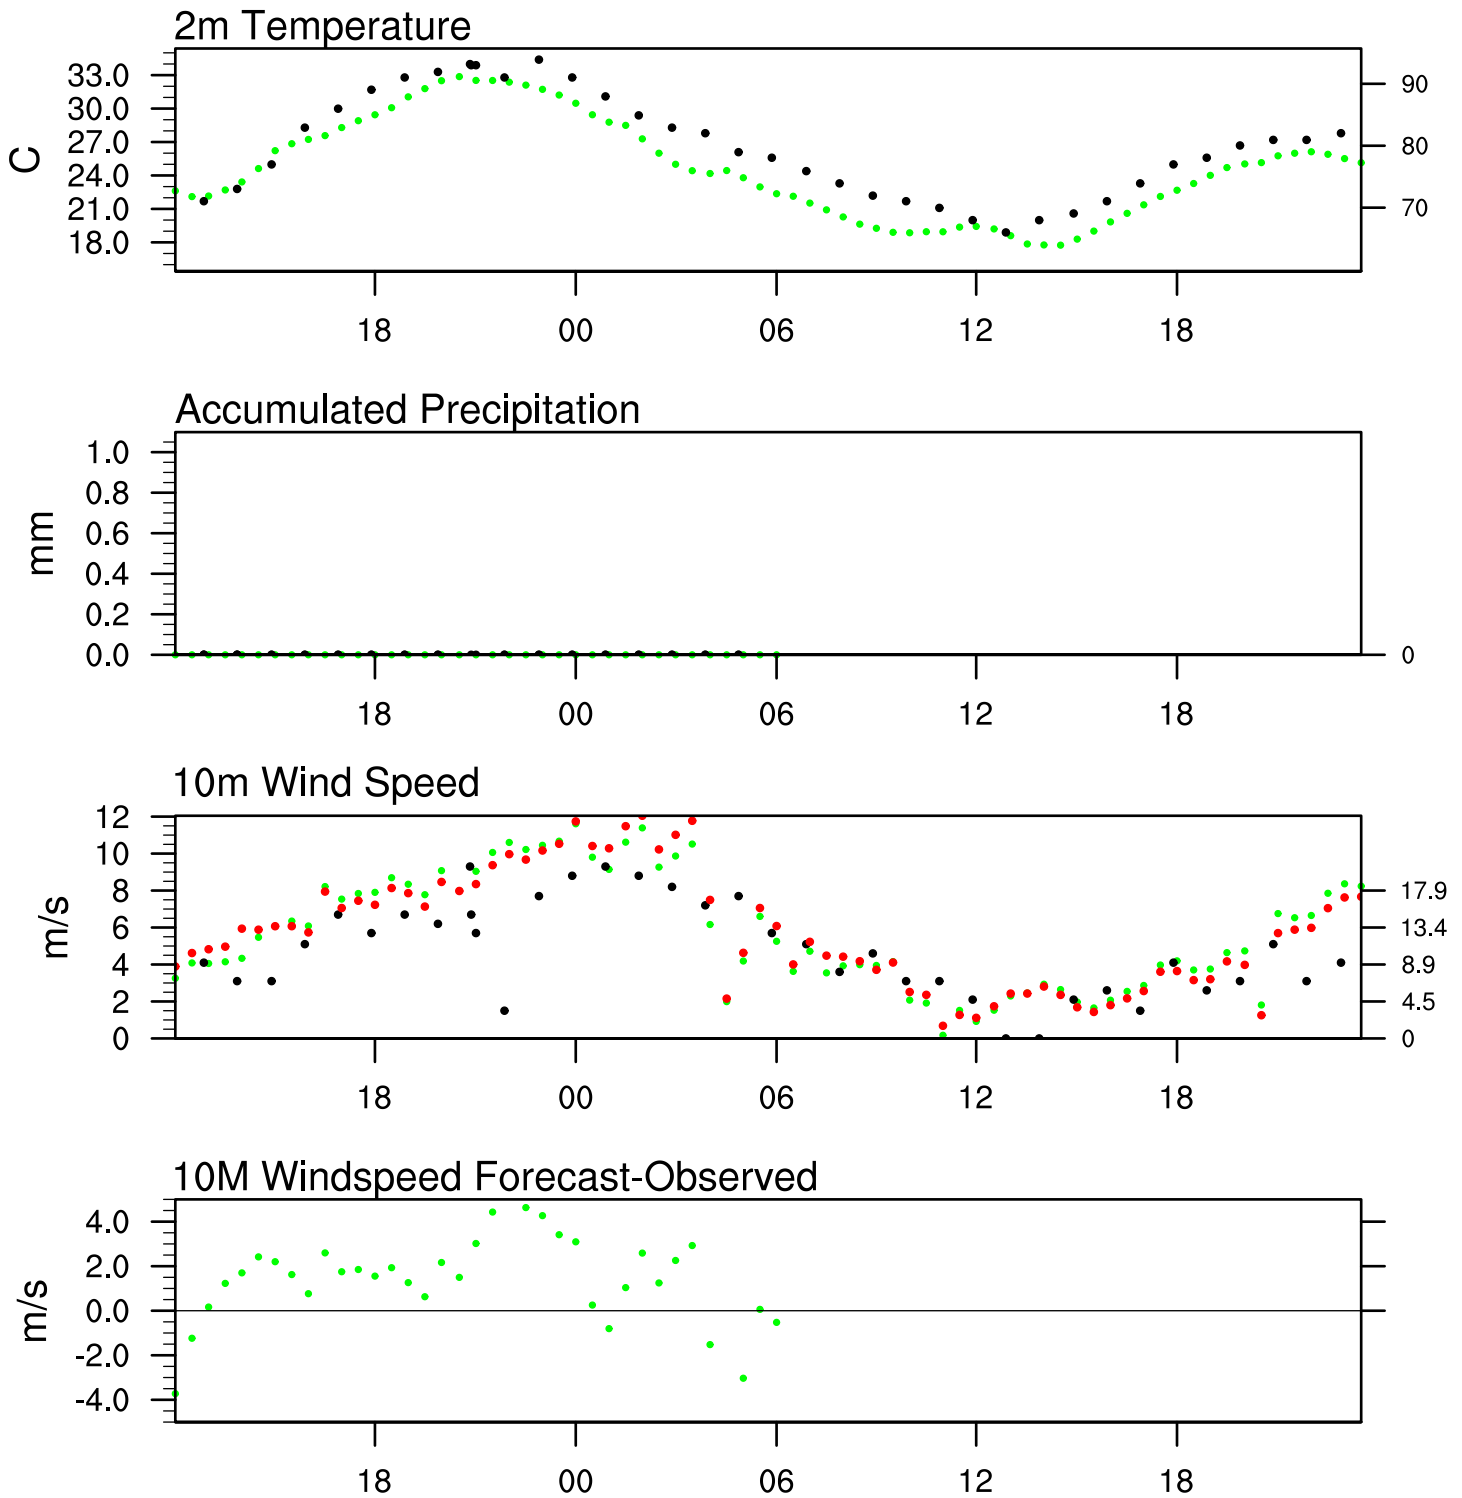 2m Temperature
33.0
30.0
27.0
24.0
21.0
18.0
C
90
80
70
18 00 06 12 18
Accumulated Precipitation
1.0
0.8
0.6
0.4
0.2
0.0
mm
0
18 00 06 12 18
10m Wind Speed
12
10
8
6
4
2
0
m/s
17.9
13.4
8.9
4.5
0
18 00 06 12 18
10M Windspeed Forecast-Observed
4.0
2.0
0.0
-2.0
-4.0
m/s
18 00 06 12 18